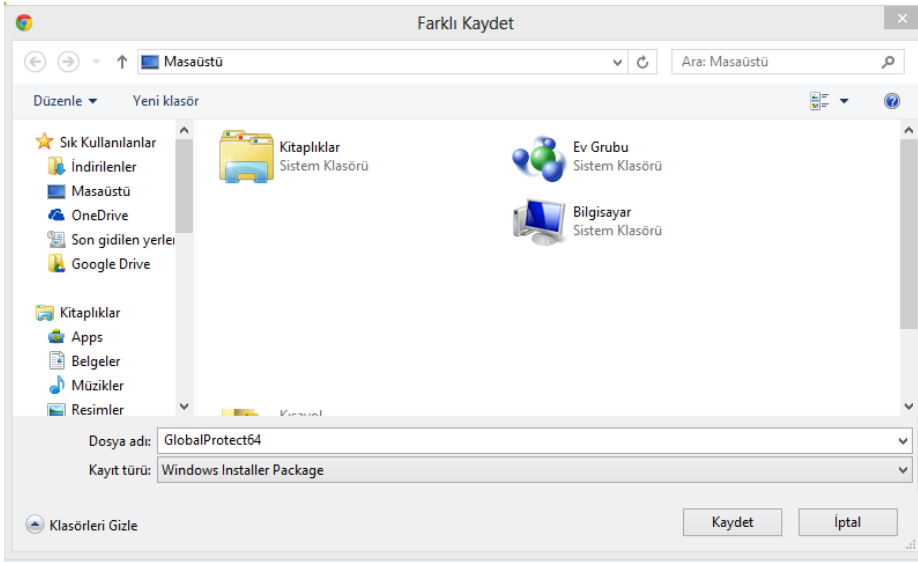 Farklı Kaydet
Masaüstü
Ara: Masaüstü
Düzenle
Yeni klasör
Sık Kullanılanlar
İndirilenler
Masaüstü
OneDrive
Son gidilen yerler
Google Drive
Kitaplıklar
Apps
Belgeler
Müzikler
Resimler
Kitaplıklar
Sistem Klasörü
Ev Grubu
Sistem Klasörü
Bilgisayar
Sistem Klasörü
Kısayol
Dosya adı: GlobalProtect64
Kayıt türü: Windows Installer Package
Klasörleri Gizle
Kaydet
İptal